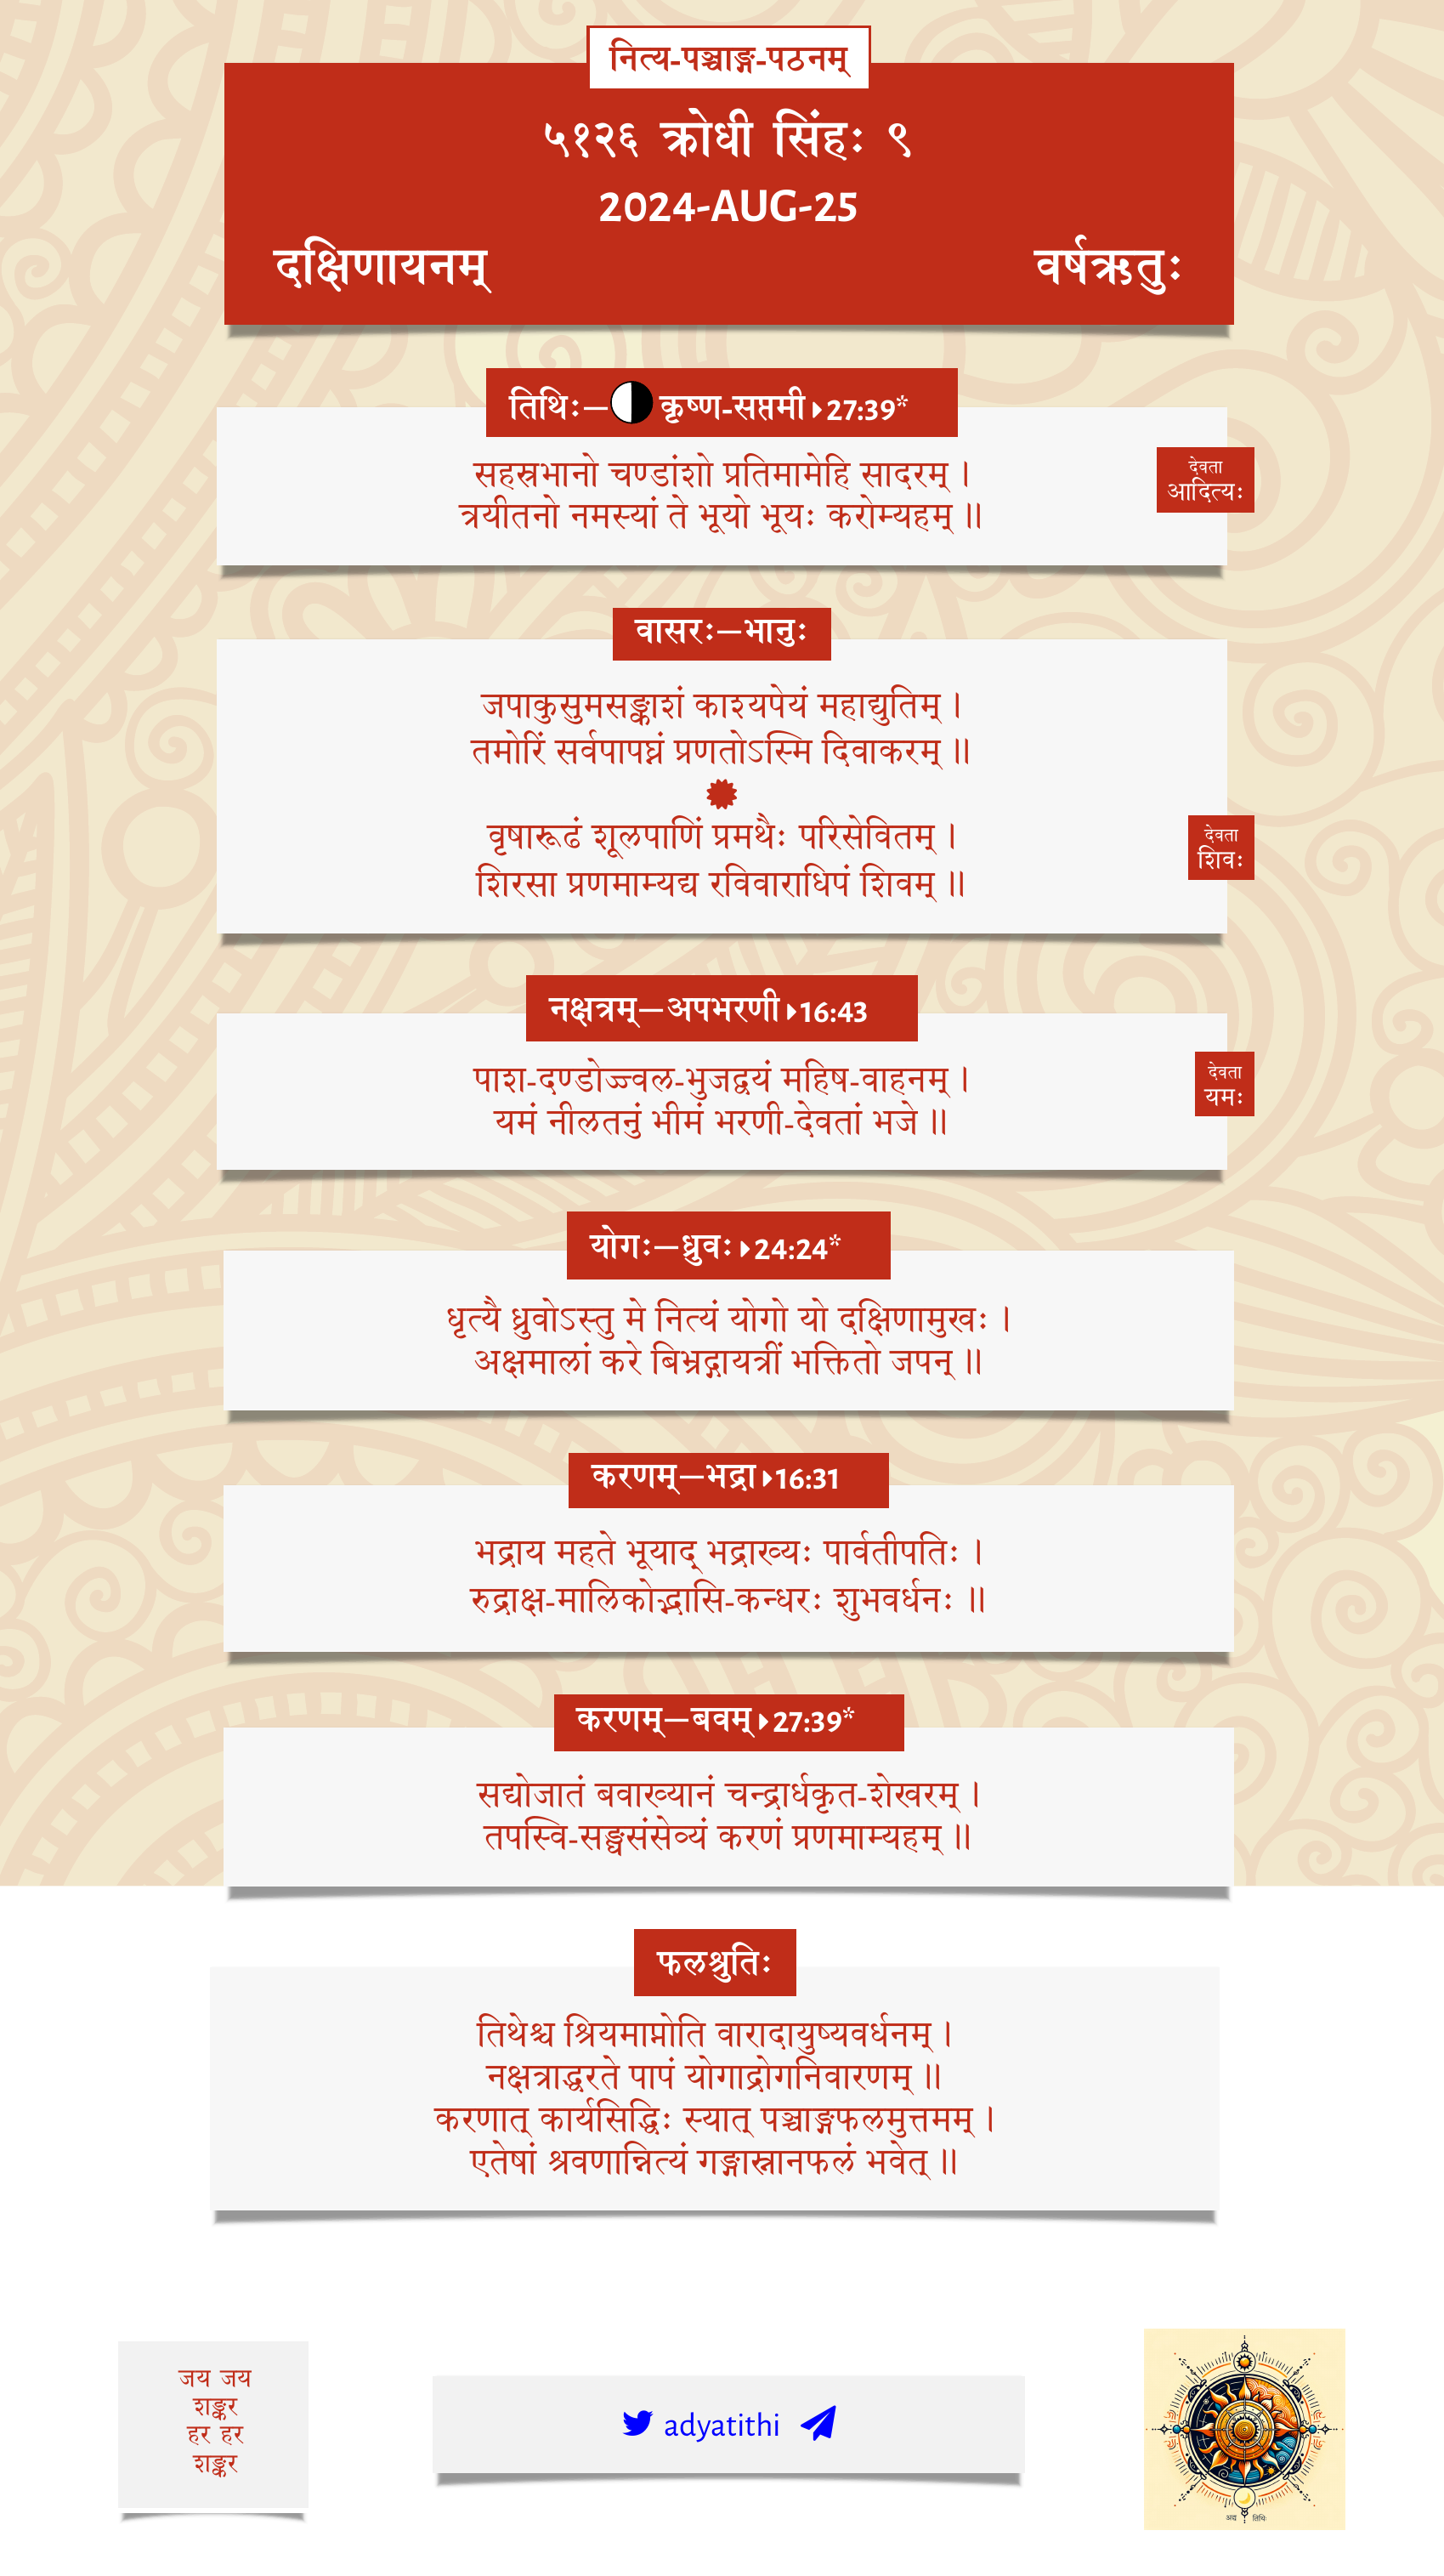 नित्य-पञ्चाङ्ग-पठनम्
५१२६ क्रोधी सिंहः ९
2024-AUG-25
दक्षिणायनम् वर्षऋतुः
तिथिः—कृष्ण-सप्तमी 27:39*
सहस्रभानो चण्डांशो प्रतिमामेहि सादरम् ।
त्रयीतनो नमस्यां ते भूयो भूयः करोम्यहम् ॥
देवता
आदित्यः
वासरः—भानुः
जपाकुसुमसङ्काशं काश्यपेयं महाद्युतिम् ।
तमोरिं सर्वपापघ्नं प्रणतोऽस्मि दिवाकरम् ॥
वृषारूढं शूलपाणिं प्रमथैः परिसेवितम् ।
शिरसा प्रणमाम्यद्य रविवाराधिपं शिवम् ॥
देवता
शिवः
नक्षत्रम्—अपभरणी 16:43
पाश-दण्डोज्ज्वल-भुजद्वयं महिष-वाहनम् ।
यमं नीलतनुं भीमं भरणी-देवतां भजे ॥
देवता
यमः
योगः—ध्रुवः 24:24*
धृत्यै ध्रुवोऽस्तु मे नित्यं योगो यो दक्षिणामुखः ।
अक्षमालां करे बिभ्रद्गायत्रीं भक्तितो जपन् ॥
करणम्—भद्रा 16:31
भद्राय महते भूयाद् भद्राख्यः पार्वतीपतिः ।
रुद्राक्ष-मालिकोद्भासि-कन्धरः शुभवर्धनः ॥
करणम्—बवम् 27:39*
सद्योजातं बवाख्यानं चन्द्रार्धकृत-शेखरम् ।
तपस्वि-सङ्घसंसेव्यं करणं प्रणमाम्यहम् ॥
फलश्रुतिः
तिथेश्च श्रियमाप्नोति वारादायुष्यवर्धनम् ।
नक्षत्राद्धरते पापं योगाद्रोगनिवारणम् ॥
करणात् कार्यसिद्धिः स्यात् पञ्चाङ्गफलमुत्तमम् ।
एतेषां श्रवणान्नित्यं गङ्गास्नानफलं भवेत् ॥
जय जय
शङ्कर
हर हर
शङ्कर
adyatithi
अद्य तिथिः